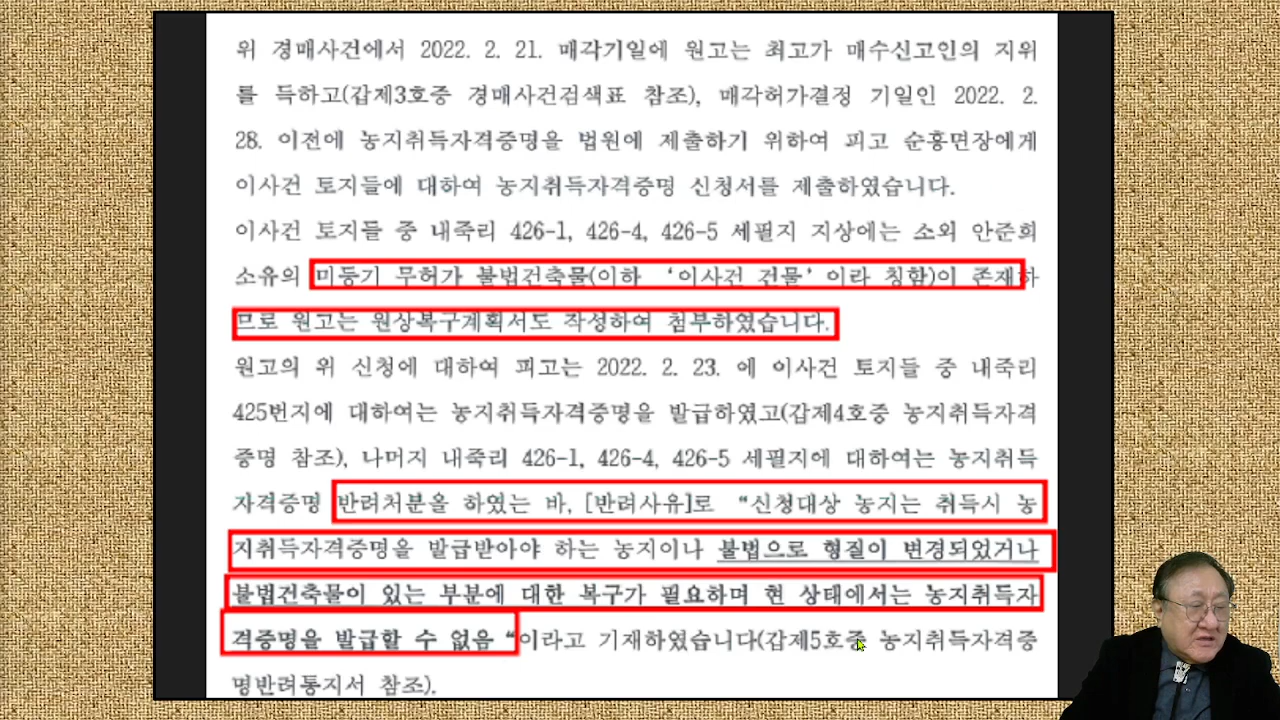 위 경매사건에서 2022. 2. 21. 매각기일에 원고는 최고가 매수신고인의 지위
를 득하고(갑제3호증 경매사건검색표 참조), 매각허가결정 기일인 2022. 2.
28. 이전에 농지취득자격증명을 법원에 제출하기 위하여 피고 순흥면장에게
이사건 토지들에 대하여 농지취득자격증명 신청서를 제출하였습니다.
이사건 토지들 중 내죽리 426-1, 426-4, 426-5 세필지 지상에는 소외 안준희
소유의 미등기 무허가 불법건축물(이하 ‘이사건 건물’이라 칭함)이 존재하
므로 원고는 원상복구계획서도 작성하여 첨부하였습니다.
원고의 위 신청에 대하여 피고는 2022. 2. 23. 에 이사건 토지들 중 내죽리
425번지에 대하여는 농지취득자격증명을 발급하였고(갑제4호증 농지취득자격
증명 참조), 나머지 내죽리 426-1, 426-4, 426-5 세필지에 대하여는 농지취득
자격증명 반려처분을 하였는 바, [반려사유]로 “신청대상 농지는 취득시 농
지취득자격증명을 발급받아야 하는 농지이나 불법으로 형질이 변경되었거나
불법건축물이 있는 부분에 대한 복구가 필요하며 현 상태에서는 농지취득자
격증명을 발급할 수 없음 “이라고 기재하였습니다(갑제5호증 농지취득자격증
명반려통지서 참조).